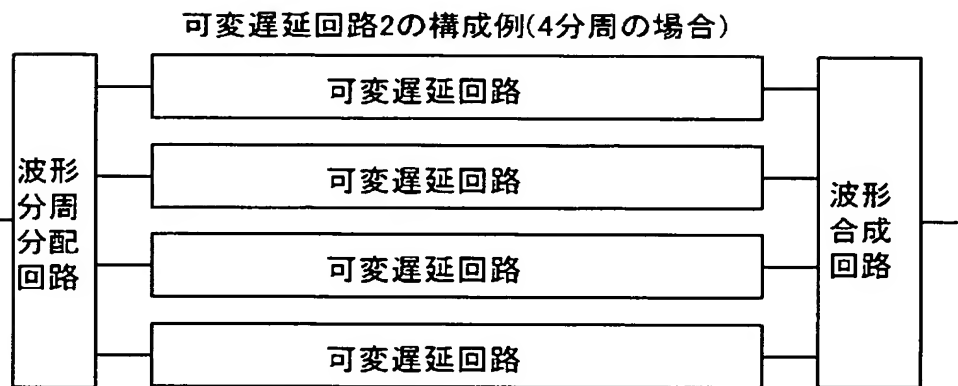 可変遅延回路2の構成例(4分周の場合)
波形
分周
分配
回路
可変遅延回路
可変遅延回路
可変遅延回路
可変遅延回路
波形
合成
回路